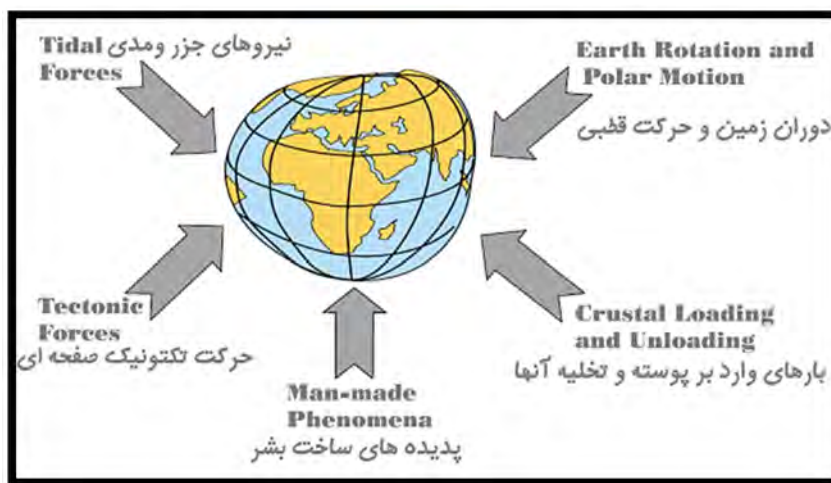 Tidal نیروهای جزر ومدی
Forces
Earth Rotation and
Polar Motion
دوران زمین و حرکت قطبی
Tectonic
Forces
حرکت تکتونیک صفحه ای
Crustal Loading
and Unloading
بارهای وارد بر پوسته و تخلیه آنها
Man-made
Phenomena
پدیده های ساخت بشر